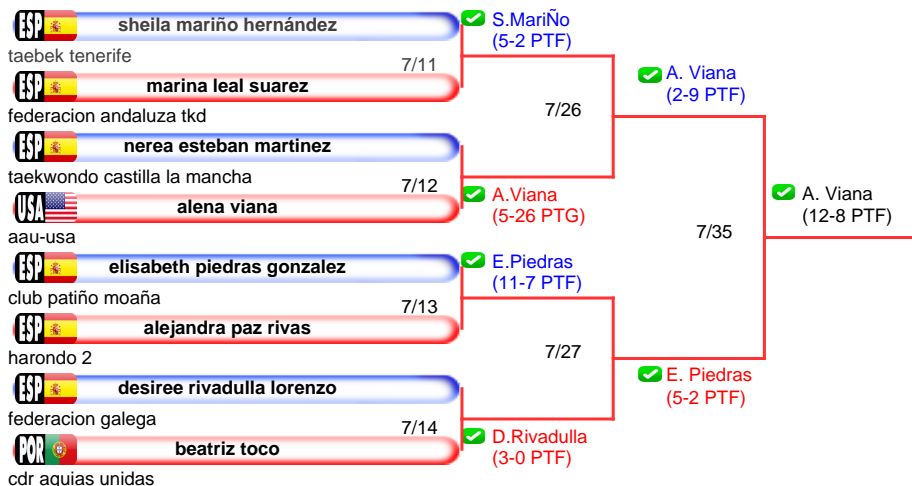 ESP sheila mariño hernández
taebek tenerife
7/11
ESP marina leal suarez
federacion andaluza tkd
S.MariÑo
(5-2 PTF)
ESP nerea esteban martinez
taekwondo castilla la mancha
7/12
USA alena viana
aau-usa
A.Viana
(5-26 PTG)
7/26
A. Viana
(2-9 PTF)
ESP elisabeth piedras gonzalez
club patiño moaña
7/13
ESP alejandra paz rivas
harondo 2
E.Piedras
(11-7 PTF)
ESP desiree rivadulla lorenzo
federacion galega
7/14
POR beatriz toco
cdr aguias unidas
D.Rivadulla
(3-0 PTF)
7/27
E. Piedras
(5-2 PTF)
7/35
A. Viana
(12-8 PTF)